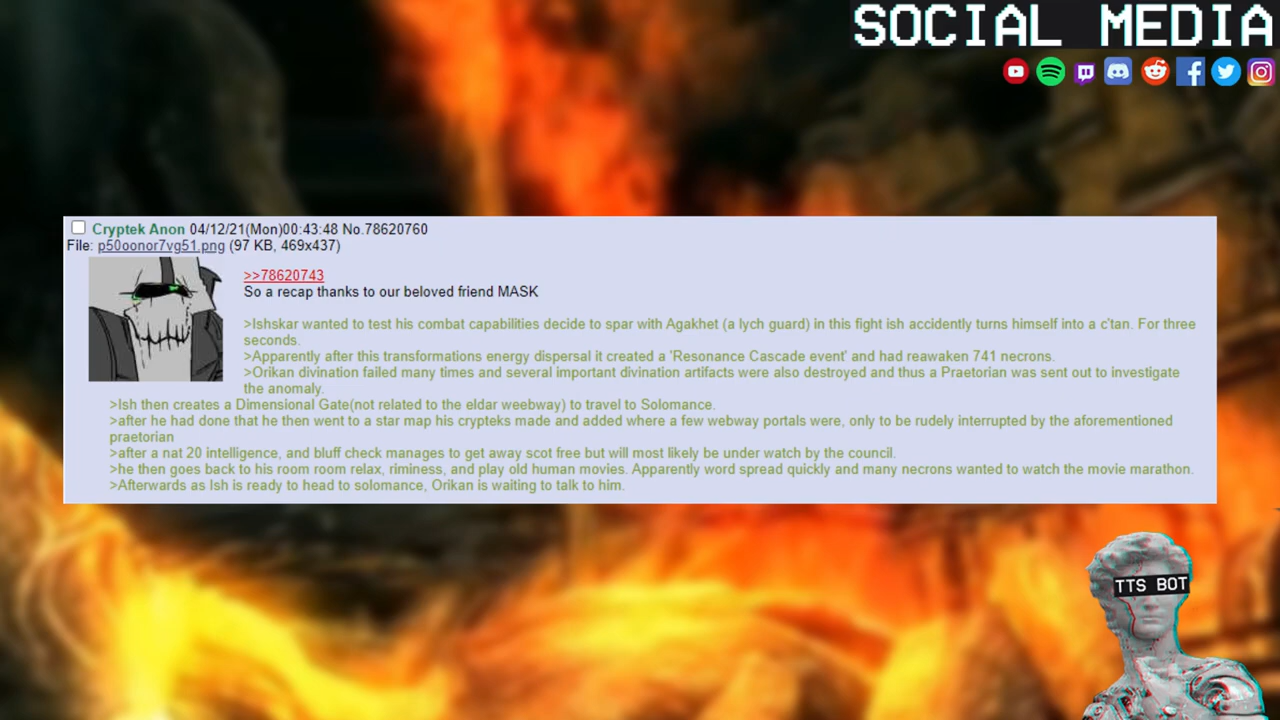 SOCIAL MEDIA
Cryptek Anon 04/12/21(Mon)00:43:48 No.78620760
File: p50oonor7vg51.png (97 KB, 469x437)
>>78620743
So a recap thanks to our beloved friend MASK
>Ishskar wanted to test his combat capabilities decide to spar with Agakhet (a lych guard) in this fight ish accidently turns himself into a c'tan. For three
seconds.
>Apparently after this transformations energy dispersal it created a 'Resonance Cascade event' and had reawaken 741 necrons.
>Orikan divination failed many times and several important divination artifacts were also destroyed and thus a Praetorian was sent out to investigate
the anomaly.
>Ish then creates a Dimensional Gate(not related to the eldar weebway) to travel to Solomance.
>after he had done that he then went to a star map his crypteks made and added where a few webway portals were, only to be rudely interrupted by the aforementioned
praetorian
>after a nat 20 intelligence, and bluff check manages to get away scot free but will most likely be under watch by the council.
>he then goes back to his room room relax, riminess, and play old human movies. Apparently word spread quickly and many necrons wanted to watch the movie marathon.
>Afterwards as Ish is ready to head to solomance, Orikan is waiting to talk to him.
TTS BOT